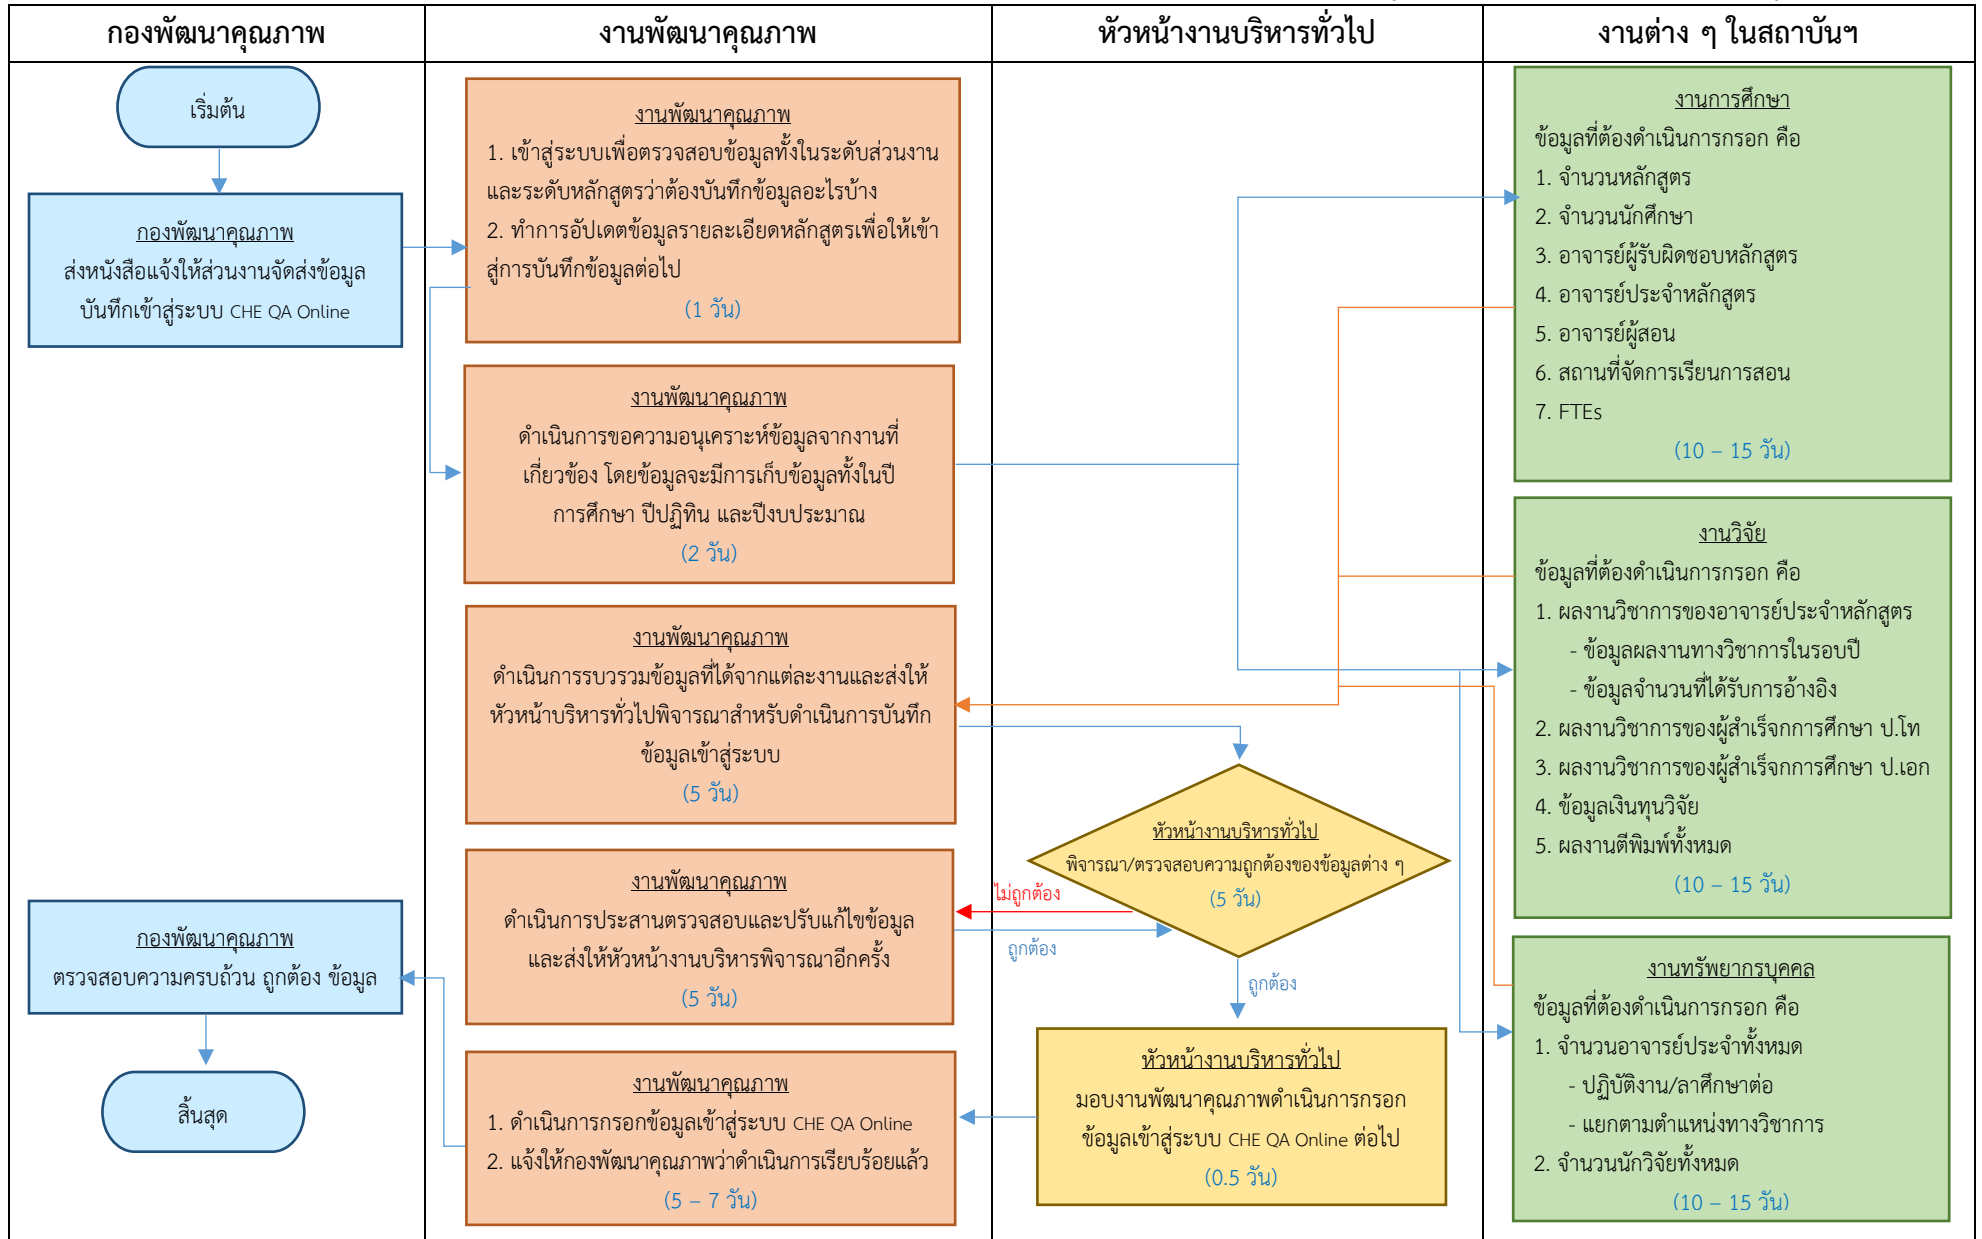 กองพัฒนาคุณภาพ
งานพัฒนาคุณภาพ
หัวหน้างานบริหารทั่วไป
งานต่าง ๆ ในสถาบันฯ
เริ่มต้น
กองพัฒนาคุณภาพ
ส่งหนังสือแจ้งให้ส่วนงานจัดส่งข้อมูล
บันทึกเข้าสู่ระบบ CHE QA Online
งานพัฒนาคุณภาพ
1. เข้าสู่ระบบเพื่อตรวจสอบข้อมูลทั้งในระดับส่วนงาน
และระดับหลักสูตรว่าต้องบันทึกข้อมูลอะไรบ้าง
2. ทำการอัปเดตข้อมูลรายละเอียดหลักสูตรเพื่อให้เข้า
สู่การบันทึกข้อมูลต่อไป
(1 วัน)
งานพัฒนาคุณภาพ
ดำเนินการขอความอนุเคราะห์ข้อมูลจากงานที่
เกี่ยวข้อง โดยข้อมูลจะมีการเก็บข้อมูลทั้งในปี
การศึกษา ปีปฏิทิน และปีงบประมาณ
(2 วัน)
งานการศึกษา
ข้อมูลที่ต้องดำเนินการกรอก คือ
1. จำนวนหลักสูตร
2. จำนวนนักศึกษา
3. อาจารย์ผู้รับผิดชอบหลักสูตร
4. อาจารย์ประจำหลักสูตร
5. อาจารย์ผู้สอน
6. สถานที่จัดการเรียนการสอน
7. FTEs
(10 – 15 วัน)
งานวิจัย
ข้อมูลที่ต้องดำเนินการกรอก คือ
1. ผลงานวิชาการของอาจารย์ประจำหลักสูตร
- ข้อมูลผลงานทางวิชาการในรอบปี
- ข้อมูลจำนวนที่ได้รับการอ้างอิง
2. ผลงานวิชาการของผู้สำเร็จกการศึกษา ป.โท
3. ผลงานวิชาการของผู้สำเร็จกการศึกษา ป.เอก
4. ข้อมูลเงินทุนวิจัย
5. ผลงานตีพิมพ์ทั้งหมด
(10 – 15 วัน)
งานทรัพยากรบุคคล
ข้อมูลที่ต้องดำเนินการกรอก คือ
1. จำนวนอาจารย์ประจำทั้งหมด
- ปฏิบัติงาน/ลาศึกษาต่อ
- แยกตามตำแหน่งทางวิชาการ
2. จำนวนนักวิจัยทั้งหมด
(10 – 15 วัน)
งานพัฒนาคุณภาพ
ดำเนินการรบวรวมข้อมูลที่ได้จากแต่ละงานและส่งให้
หัวหน้าบริหารทั่วไปพิจารณาสำหรับดำเนินการบันทึก
ข้อมูลเข้าสู่ระบบ
(5 วัน)
หัวหน้างานบริหารทั่วไป
พิจารณา/ตรวจสอบความถูกต้องของข้อมูลต่าง ๆ
(5 วัน)
ไม่ถูกต้อง
ถูกต้อง
ถูกต้อง
งานพัฒนาคุณภาพ
ดำเนินการประสานตรวจสอบและปรับแก้ไขข้อมูล
และส่งให้หัวหน้างานบริหารพิจารณาอีกครั้ง
(5 วัน)
หัวหน้างานบริหารทั่วไป
มอบงานพัฒนาคุณภาพดำเนินการกรอก
ข้อมูลเข้าสู่ระบบ CHE QA Online ต่อไป
(0.5 วัน)
งานพัฒนาคุณภาพ
1. ดำเนินการกรอกข้อมูลเข้าสู่ระบบ CHE QA Online
2. แจ้งให้กองพัฒนาคุณภาพว่าดำเนินการเรียบร้อยแล้ว
(5 – 7 วัน)
กองพัฒนาคุณภาพ
ตรวจสอบความครบถ้วน ถูกต้อง ข้อมูล
สิ้นสุด